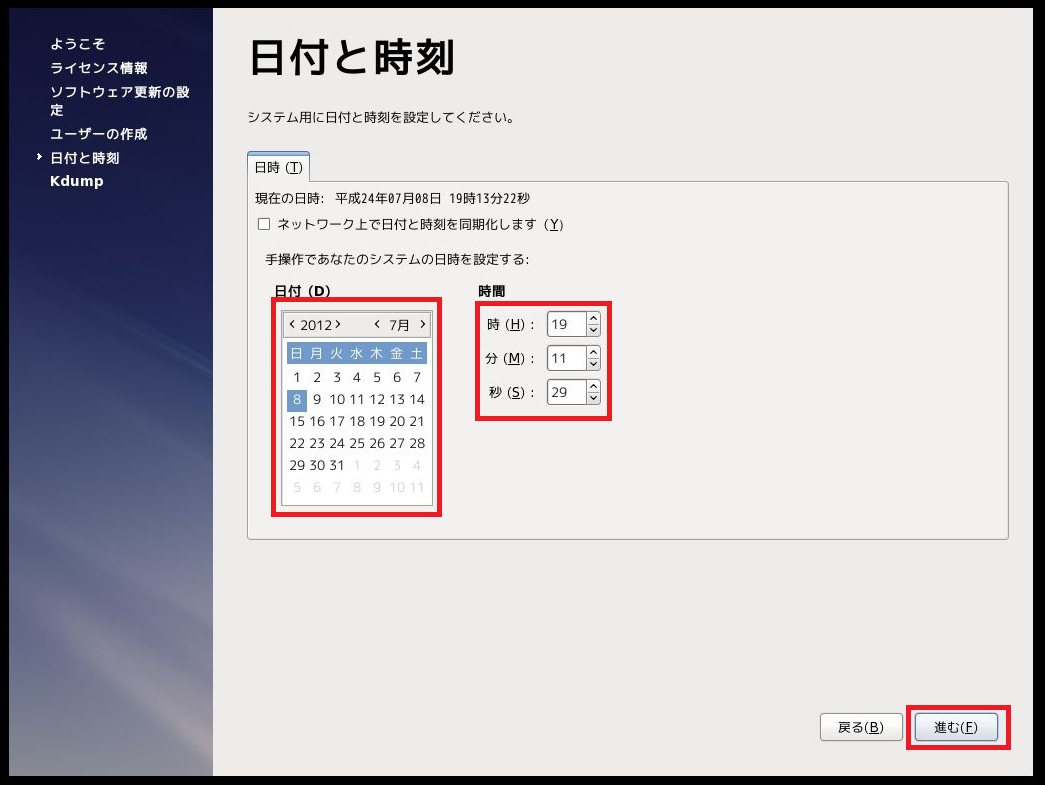 ようこそ
ライセンス情報
ソフトウェア更新の設
定
ユーザーの作成
日付と時刻
Kdump
日付と時刻
システム用に日付と時刻を設定してください。
日時 (T)
現在の日時: 平成24年07月08日 19時13分22秒
ネットワーク上で日付と時刻を同期化します (Y)
手操作であなたのシステムの日時を設定する:
日付 (D)
2012 7月
日 月 火 水 木 金 土
1 2 3 4 5 6 7
8 9 10 11 12 13 14
15 16 17 18 19 20 21
22 23 24 25 26 27 28
29 30 31 1 2 3 4
5 6 7 8 9 10 11
時間
時 (H) : 19
分 (M) : 11
秒 (S) : 29
戻る(B) 進む(F)